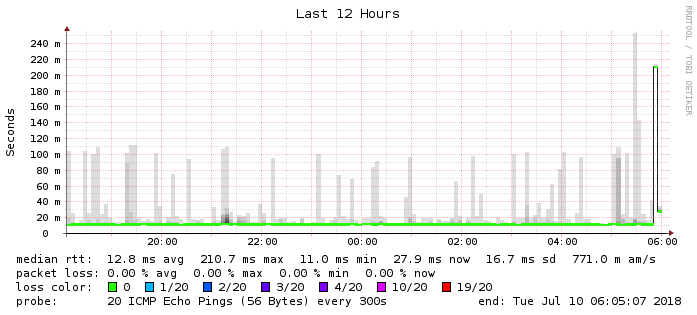 Last 12 Hours
RRDTOOL / TOBI OETIKER
Seconds
240 m
220 m
200 m
180 m
160 m
140 m
120 m
100 m
80 m
60 m
40 m
20 m
0
20:00 22:00 00:00 02:00 04:00 06:00
median rtt: 12.8 ms avg 210.7 ms max 11.0 ms min 27.9 ms now 16.7 ms sd 771.0 m am/s
packet loss: 0.00 % avg 0.00 % max 0.00 % min 0.00 % now
loss color: 0 1/20 2/20 3/20 4/20 10/20 19/20
probe: 20 ICMP Echo Pings (56 Bytes) every 300s end: Tue Jul 10 06:05:07 2018